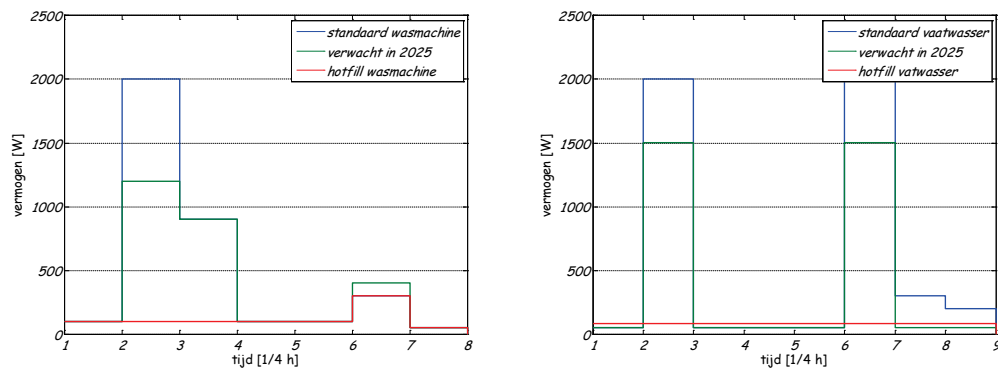 2500
2000
1500
1000
500
0
vermogen [W]
standaard wasmachine
verwacht in 2025
hotfill wasmachine
1 2 3 4 5 6 7 8
tijd [1/4 h]
2500
2000
1500
1000
500
0
vermogen [W]
standaard vaatwasser
verwacht in 2025
hotfill vatwasser
1 2 3 4 5 6 7 8 9
tijd [1/4 h]